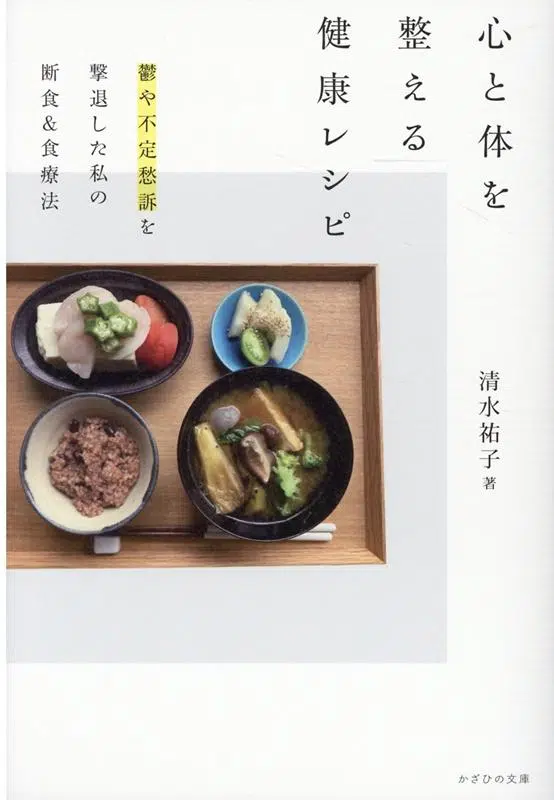 心と体を
整える
健康レシピ
鬱や不定愁訴を
撃退した私の
断食&食療法
清水祐子 著
かざひの文庫